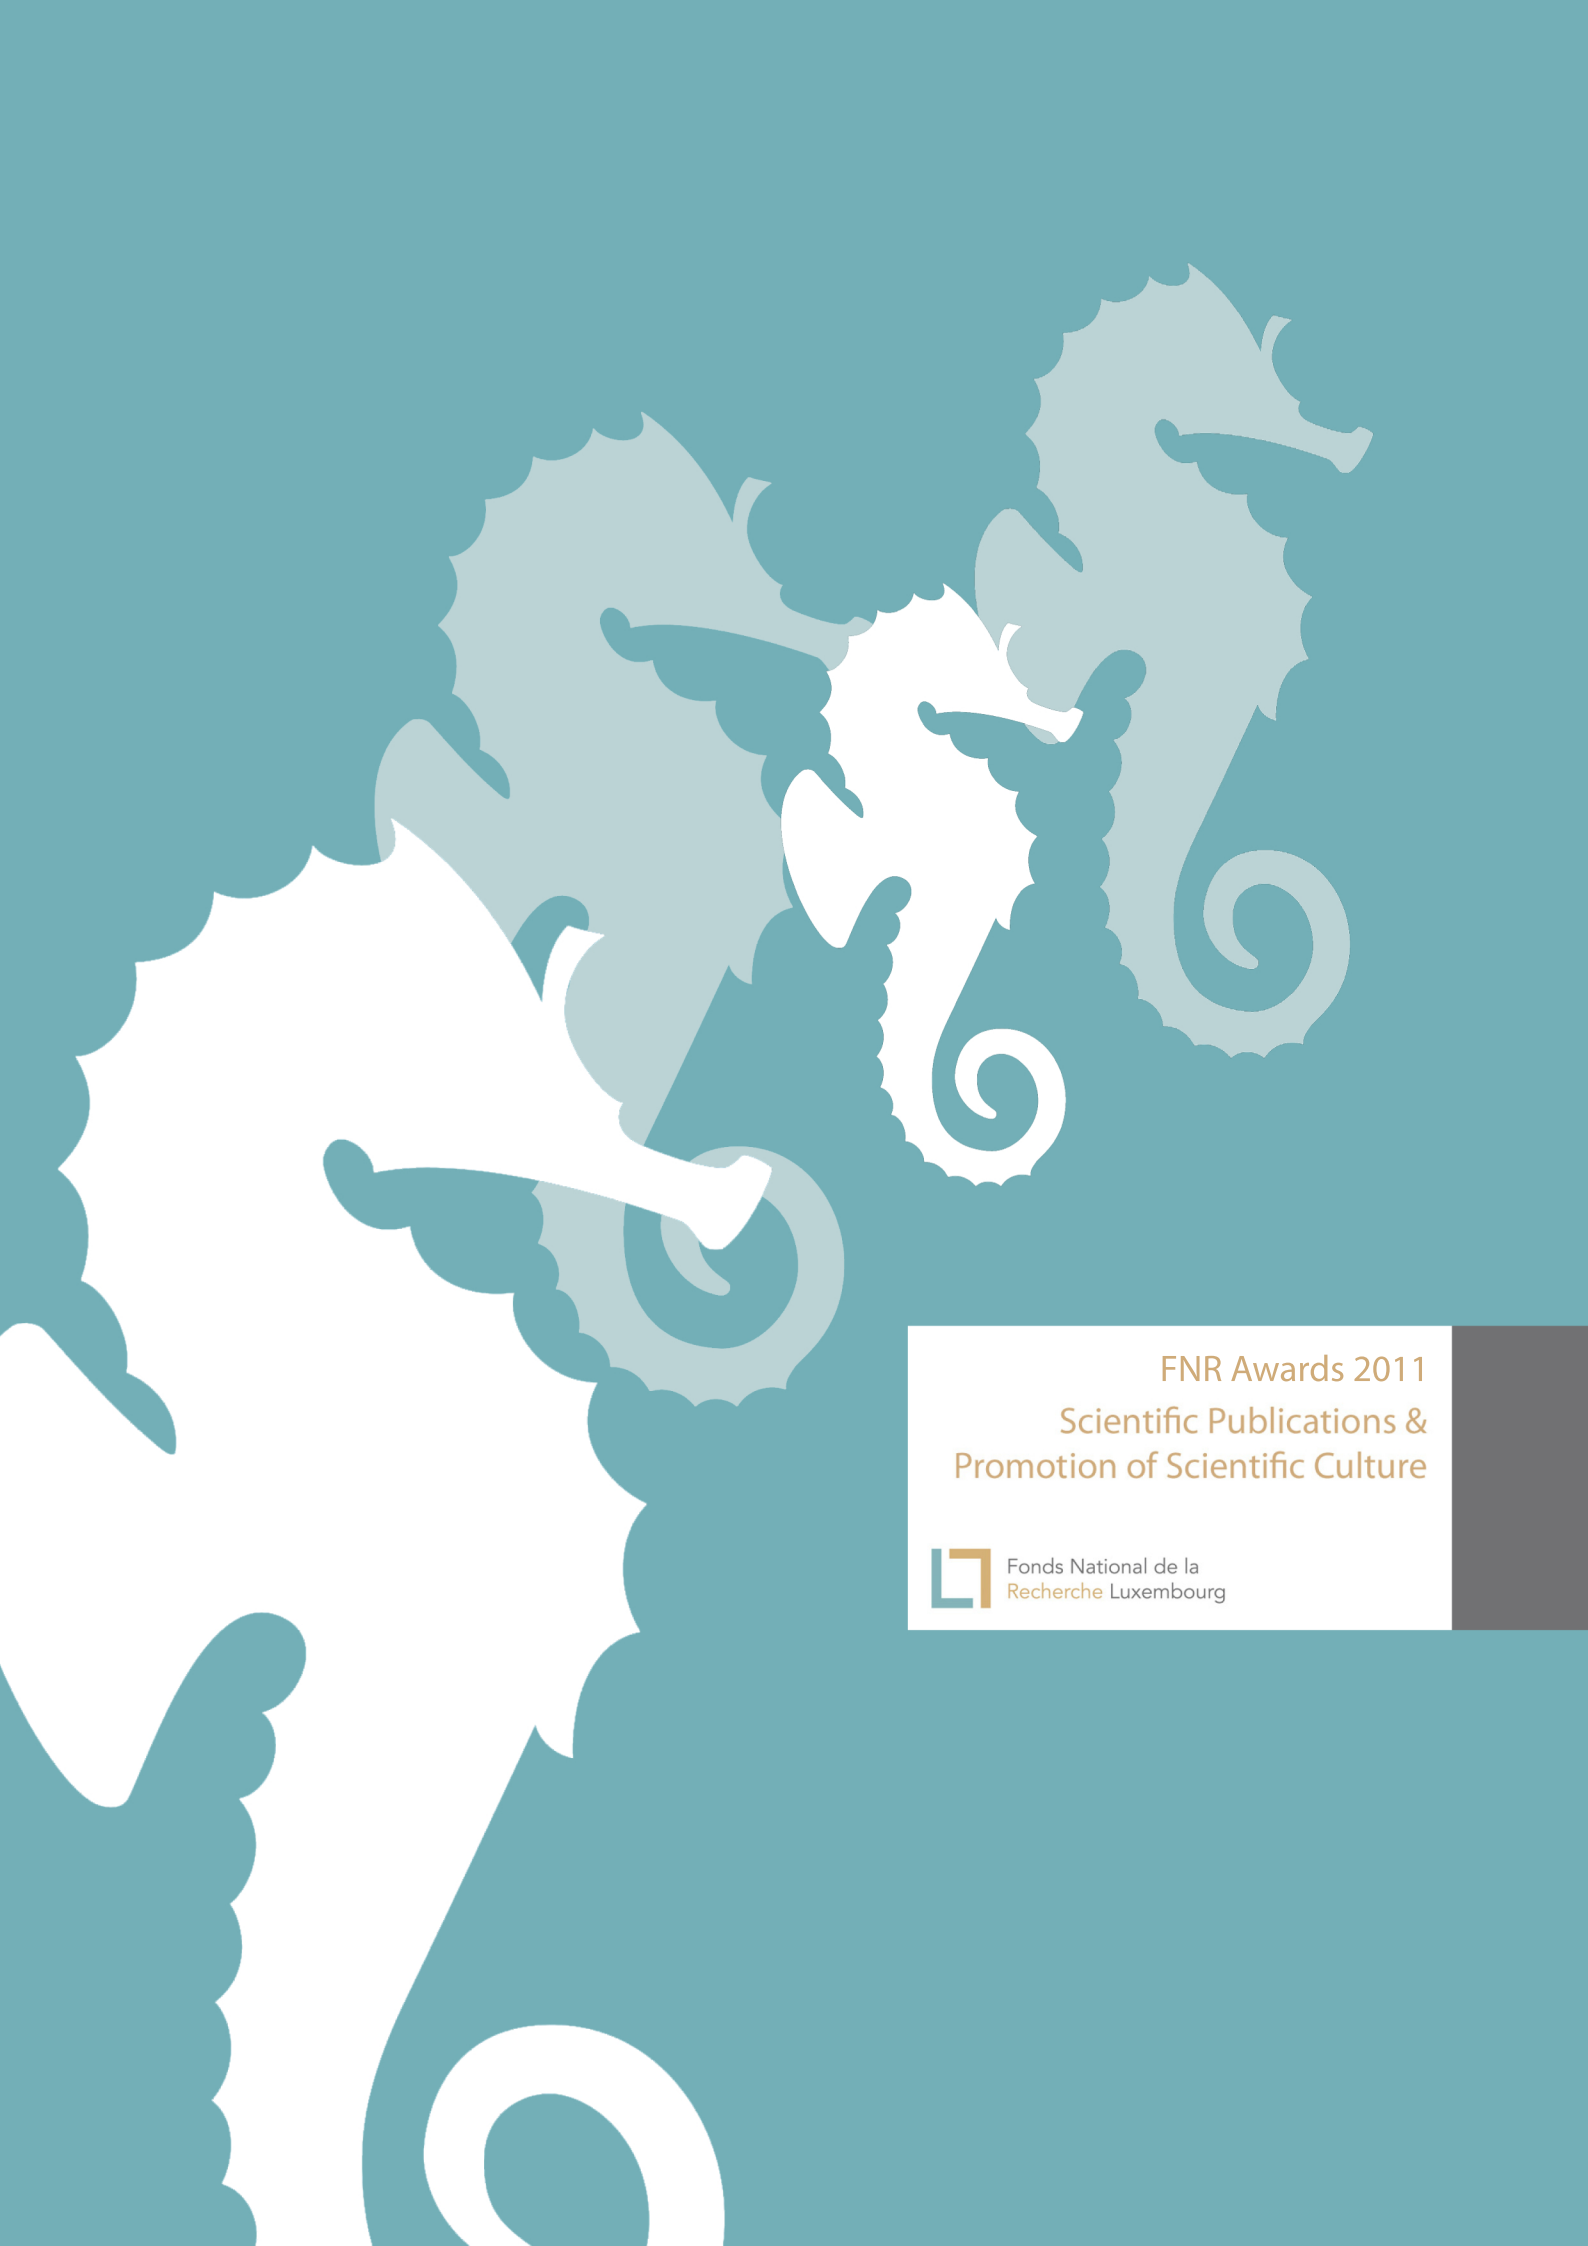 FNR Awards 2011
Scientific Publications &
Promotion of Scientific Culture
Fonds National de la
Recherche Luxembourg